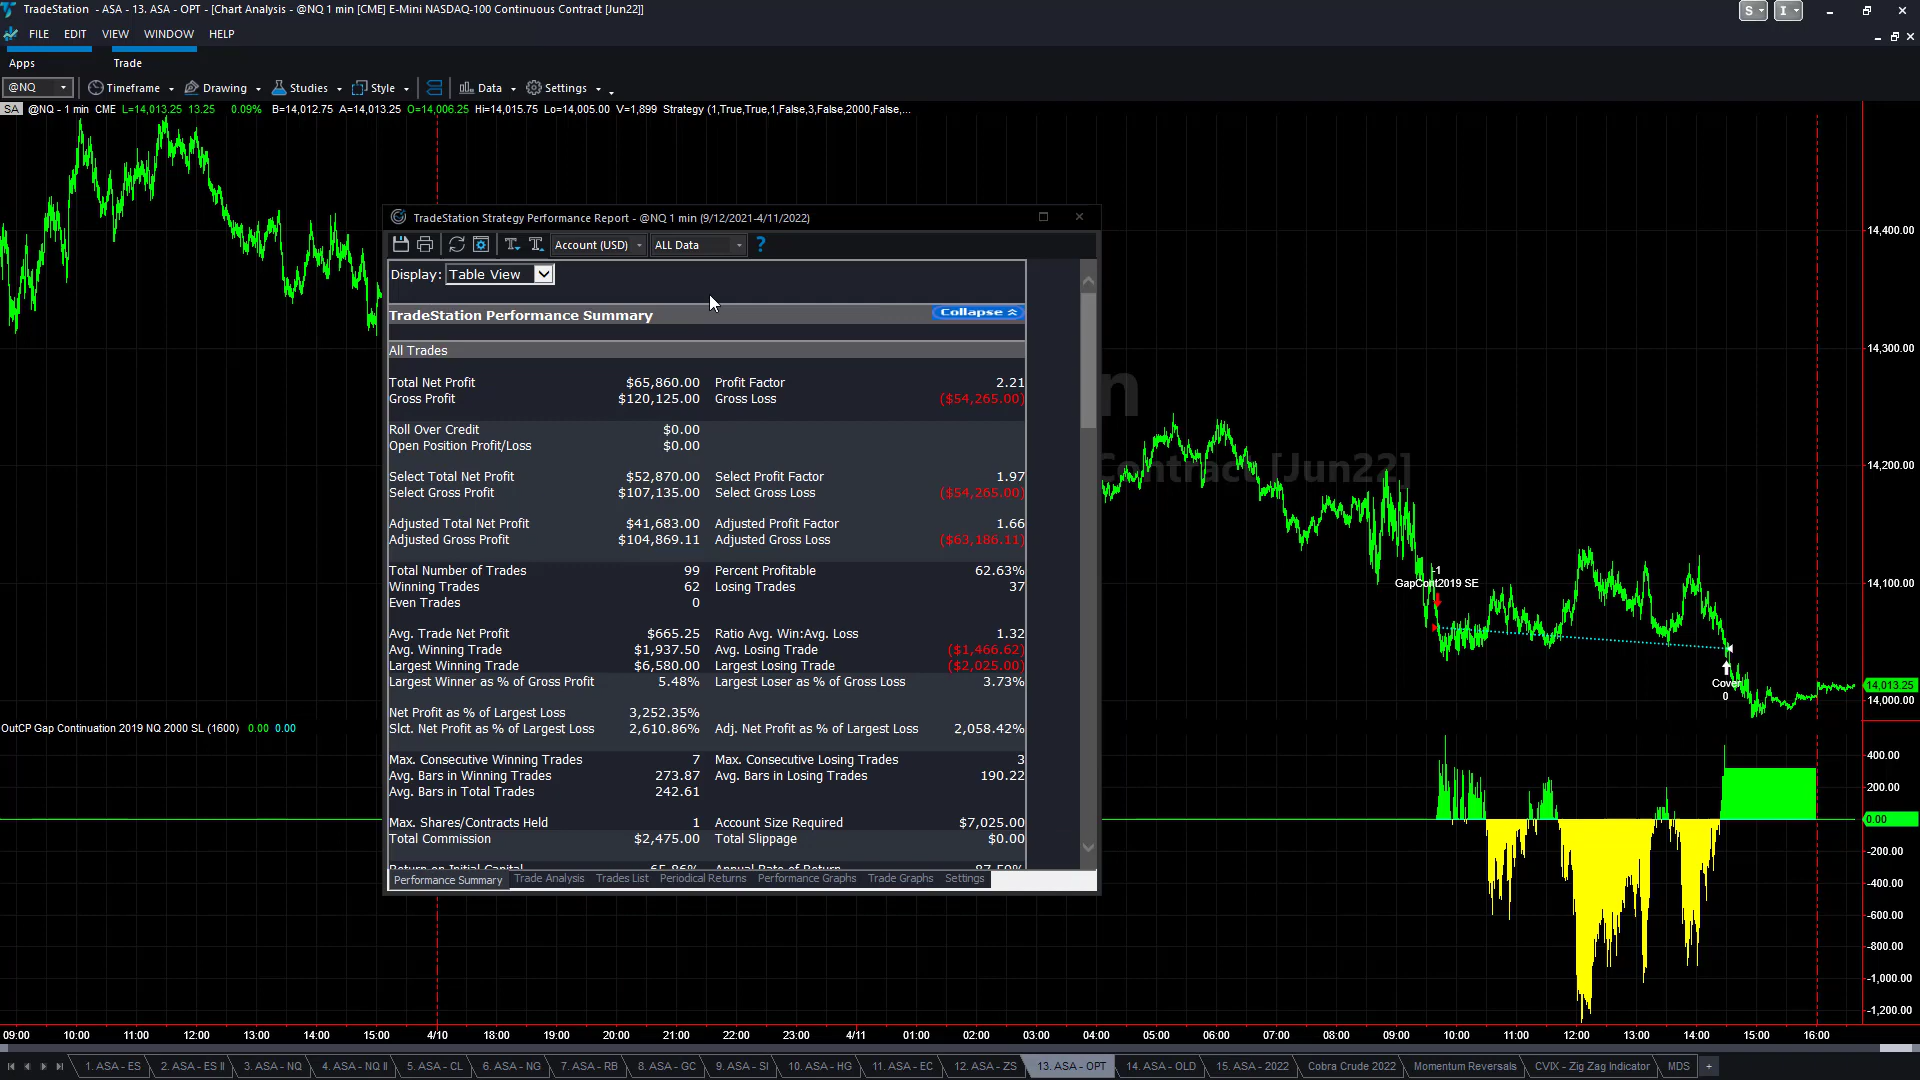 TradeStation - ASA - 13. ASA - OPT - [Chart Analysis - @NQ 1 min [CME] E-Mini NASDAQ-100 Continuous Contract [Jun22]]
S I
FILE EDIT VIEW WINDOW HELP
Apps Trade
@NQ Timeframe Drawing Studies Style Data Settings
SA @NQ - 1 min CME L=14,013.25 13.25 0.09% B=14,012.75 A=14,013.25 O=14,006.25 Hi=14,015.75 Lo=14,005.00 V=1,899 Strategy (1,True,True,1,False,3,False,2000,False,...
TradeStation Strategy Performance Report - @NQ 1 min (9/12/2021-4/11/2022)
Account (USD) ALL Data ?
Display: Table View
TradeStation Performance Summary Collapse
All Trades
Total Net Profit $65,860.00 Profit Factor 2.21
Gross Profit $120,125.00 Gross Loss ($54,265.00)
Roll Over Credit $0.00
Open Position Profit/Loss $0.00
Select Total Net Profit $52,870.00 Select Profit Factor 1.97
Select Gross Profit $107,135.00 Select Gross Loss ($54,265.00)
Adjusted Total Net Profit $41,683.00 Adjusted Profit Factor 1.66
Adjusted Gross Profit $104,869.11 Adjusted Gross Loss ($63,186.11)
Total Number of Trades 99 Percent Profitable 62.63%
Winning Trades 62 Losing Trades 37
Even Trades 0
Avg. Trade Net Profit $665.25 Ratio Avg. Win:Avg. Loss 1.32
Avg. Winning Trade $1,937.50 Avg. Losing Trade ($1,466.62)
Largest Winning Trade $6,580.00 Largest Losing Trade ($2,025.00)
Largest Winner as % of Gross Profit 5.48% Largest Loser as % of Gross Loss 3.73%
Net Profit as % of Largest Loss 3,252.35%
Slct. Net Profit as % of Largest Loss 2,610.86% Adj. Net Profit as % of Largest Loss 2,058.42%
Max. Consecutive Winning Trades 7 Max. Consecutive Losing Trades 3
Avg. Bars in Winning Trades 273.87 Avg. Bars in Losing Trades 190.22
Avg. Bars in Total Trades 242.61
Max. Shares/Contracts Held 1 Account Size Required $7,025.00
Total Commission $2,475.00 Total Slippage $0.00
Return on Initial Capital 65.86% Annual Rate of Return 87.59%
Performance Summary Trade Analysis Trades List Periodical Returns Performance Graphs Trade Graphs Settings
n
Contract [Jun22]
-1
GapCont2019 SE
Cover
0
14,400.00
14,300.00
14,200.00
14,100.00
14,013.25
14,000.00
OutCP Gap Continuation 2019 NQ 2000 SL (1600) 0.00 0.00
400.00
200.00
0.00
-200.00
-400.00
-600.00
-800.00
-1,000.00
-1,200.00
09:00 10:00 11:00 12:00 13:00 14:00 15:00 4/10 19:00 20:00 21:00 22:00 23:00 4/11 01:00 02:00 03:00 04:00 05:00 06:00 07:00 08:00 09:00 10:00 11:00 12:00 13:00 14:00 15:00 16:00
1. ASA - ES 2. ASA - ES II 3. ASA - NQ 4. ASA - NQ II 5. ASA - CL 6. ASA - NG 7. ASA - RB 8. ASA - GC 9. ASA - SI 10. ASA - HG 11. ASA - EC 12. ASA - ZS 13. ASA - OPT 14. ASA - OLD 15. ASA - 2022 Cobra Crude 2022 Momentum Reversals CVIX - Zig Zag Indicator MDS +